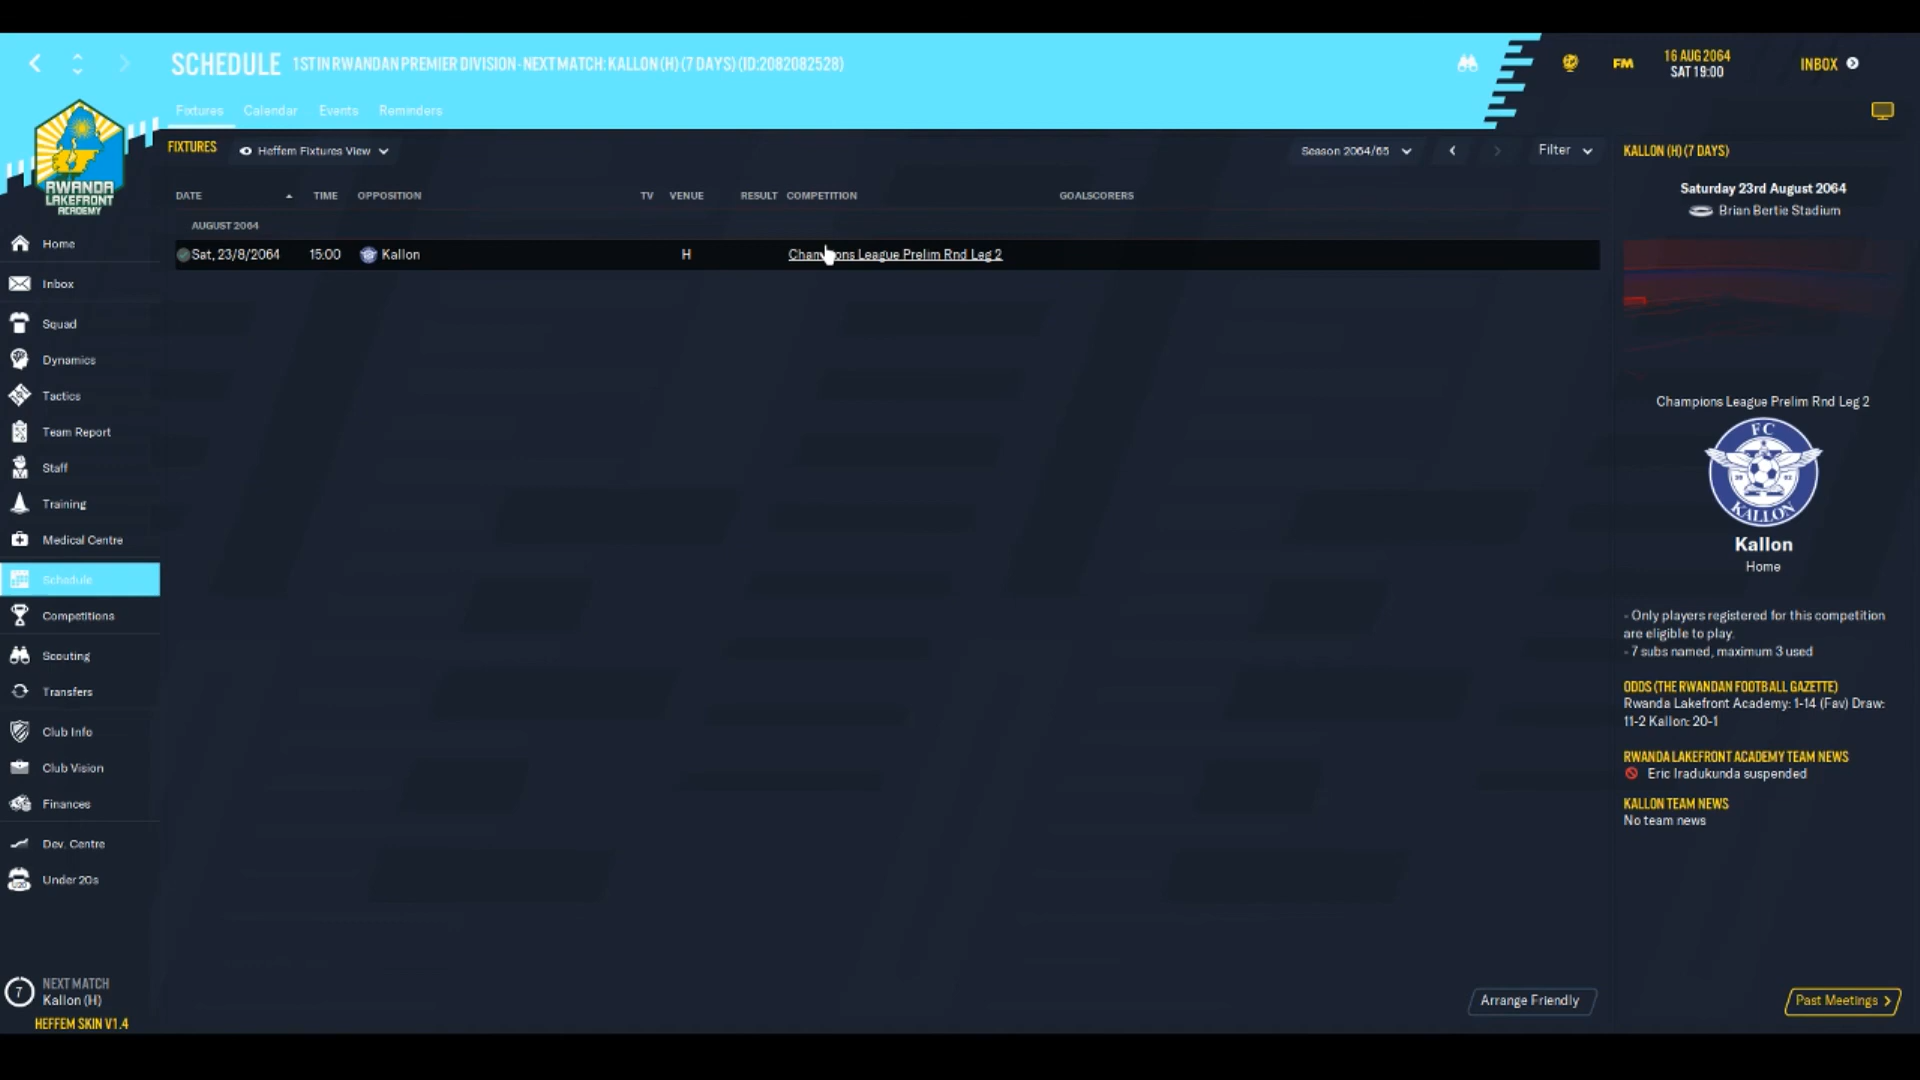 SCHEDULE 1ST IN RWANDAN PREMIER DIVISION - NEXT MATCH: KALLON (H) (7 DAYS) (ID:2082082528)
FM
16 AUG 2064
SAT 19:00
INBOX
Fixtures Calendar Events Reminders
RWANDA
LAKEFRONT
ACADEMY
FIXTURES Heffem Fixtures View Season 2064/65 Filter
DATE TIME OPPOSITION TV VENUE RESULT COMPETITION GOALSCORERS
AUGUST 2064
Sat, 23/8/2064 15:00 Kallon H Champions League Prelim Rnd Leg 2
Home
Inbox
Squad
Dynamics
Tactics
Team Report
Staff
Training
Medical Centre
Schedule
Competitions
Scouting
Transfers
Club Info
Club Vision
Finances
Dev. Centre
Under 20s
7
NEXT MATCH
Kallon (H)
HEFFEM SKIN V1.4
KALLON (H) (7 DAYS)
Saturday 23rd August 2064
Brian Bertie Stadium
Champions League Prelim Rnd Leg 2
FC
KALLON
Kallon
Home
- Only players registered for this competition
are eligible to play.
- 7 subs named, maximum 3 used
ODDS (THE RWANDAN FOOTBALL GAZETTE)
Rwanda Lakefront Academy: 1-14 (Fav) Draw:
11-2 Kallon: 20-1
RWANDA LAKEFRONT ACADEMY TEAM NEWS
Eric Iradukunda suspended
KALLON TEAM NEWS
No team news
Arrange Friendly
Past Meetings